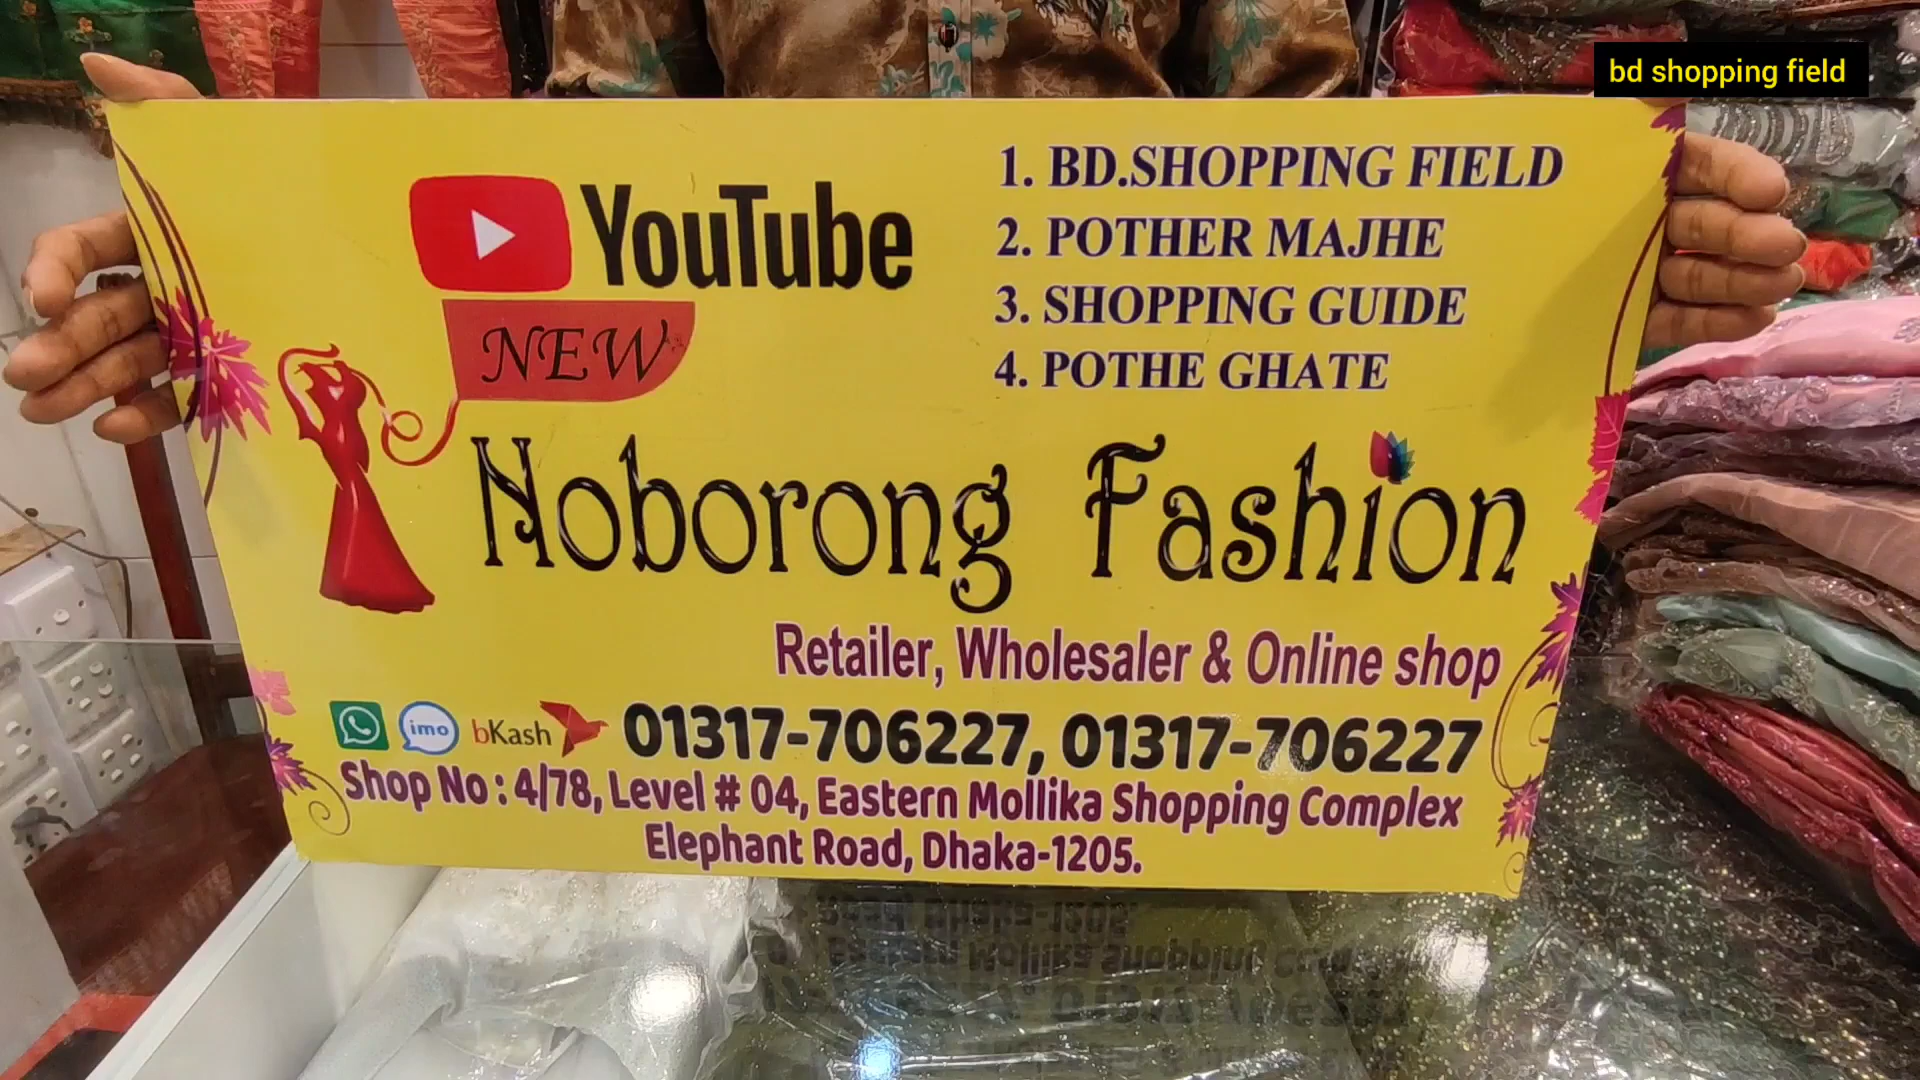 bd shopping field
YouTube
1. BD.SHOPPING FIELD
2. POTHER MAJHE
3. SHOPPING GUIDE
4. POTHE GHATE
NEW
Noborong Fashion
Retailer, Wholesaler & Online shop
imo bKash 01317-706227, 01317-706227
Shop No : 4/78, Level # 04, Eastern Mollika Shopping Complex
Elephant Road, Dhaka-1205.